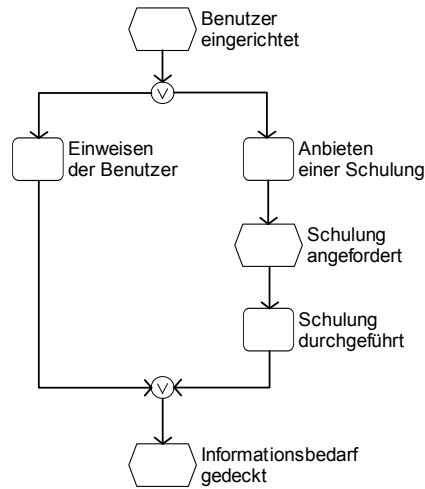 Benutzer
eingerichtet
V
Einweisen
der Benutzer
Anbieten
einer Schulung
Schulung
angefordert
Schulung
durchgeführt
V
Informationsbedarf
gedeckt